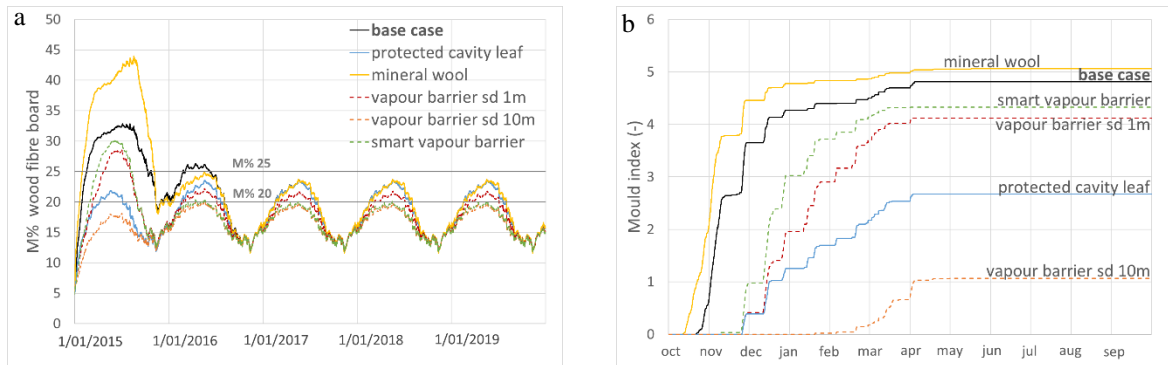 a
M% wood fibre board
50
45
40
35
30
25
20
15
10
5
0
base case
protected cavity leaf
mineral wool
vapour barrier sd 1m
vapour barrier sd 10m
smart vapour barrier
M% 25
M% 20
1/01/2015 1/01/2016 1/01/2017 1/01/2018 1/01/2019
b
Mould index (-)
6
5
4
3
2
1
0
mineral wool
base case
smart vapour barrier
vapour barrier sd 1m
protected cavity leaf
vapour barrier sd 10m
oct nov dec jan feb mar apr may jun jul aug sep